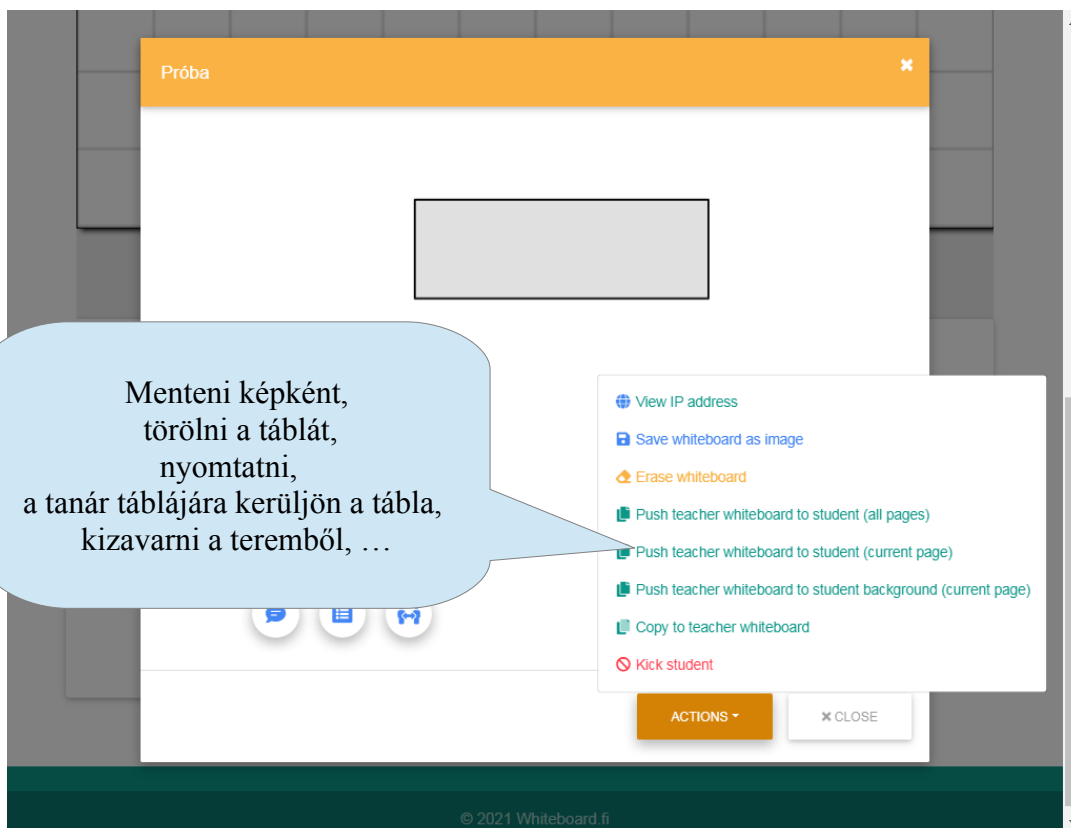 Próba
Menteni képként,
törölni a táblát,
nyomtatni,
a tanár táblájára kerüljön a tábla,
kizavarni a teremből, …
View IP address
Save whiteboard as image
Erase whiteboard
Push teacher whiteboard to student (all pages)
Push teacher whiteboard to student (current page)
Push teacher whiteboard to student background (current page)
Copy to teacher whiteboard
Kick student
ACTIONS
CLOSE
© 2021 Whiteboard.fi